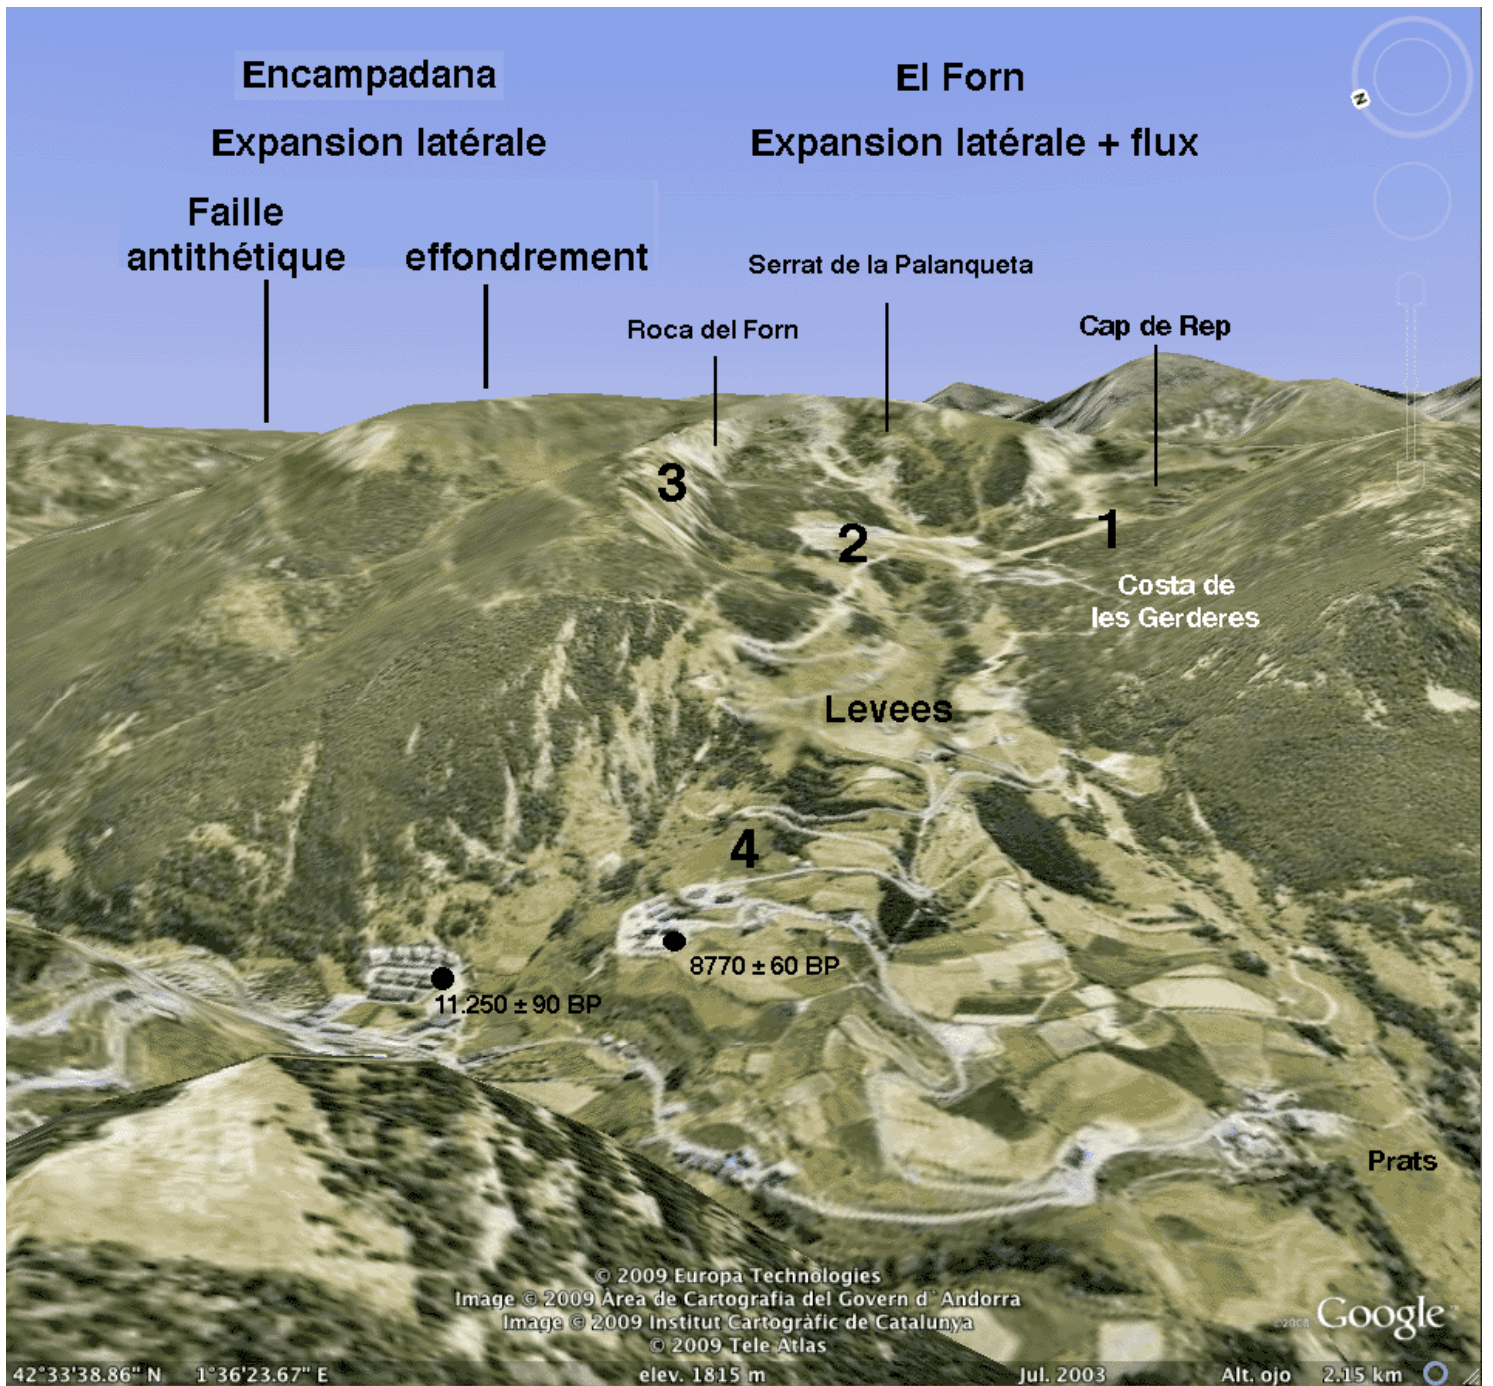 Encampadana
El Forn
Expansion latérale
Expansion latérale + flux
Faille
antithétique
effondrement
Serrat de la Palanqueta
Roca del Forn
Cap de Rep
N
3
2
1
Costa de
les Gerderes
Levees
4
8770 ± 60 BP
11.250 ± 90 BP
Prats
© 2009 Europa Technologies
Image © 2009 Àrea de Cartografia del Govern d`Andorra
Image © 2009 Institut Cartogràfic de Catalunya
© 2009 Tele Atlas
©2008 Google™
42°33'38.86" N 1°36'23.67" E elev. 1815 m Jul. 2003 Alt. ojo 2.15 km